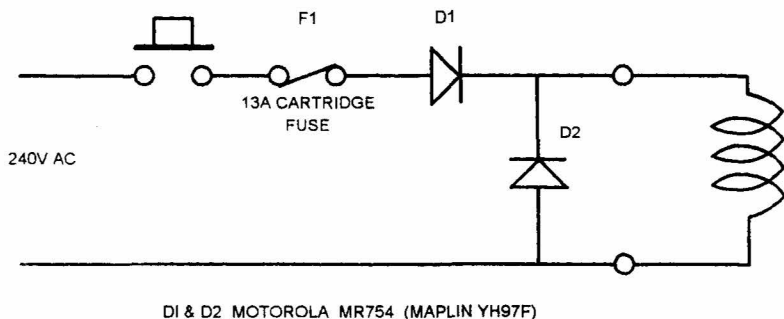 F1
D1
13A CARTRIDGE
FUSE
240V AC
D2
DI & D2 MOTOROLA MR754 (MAPLIN YH97F)